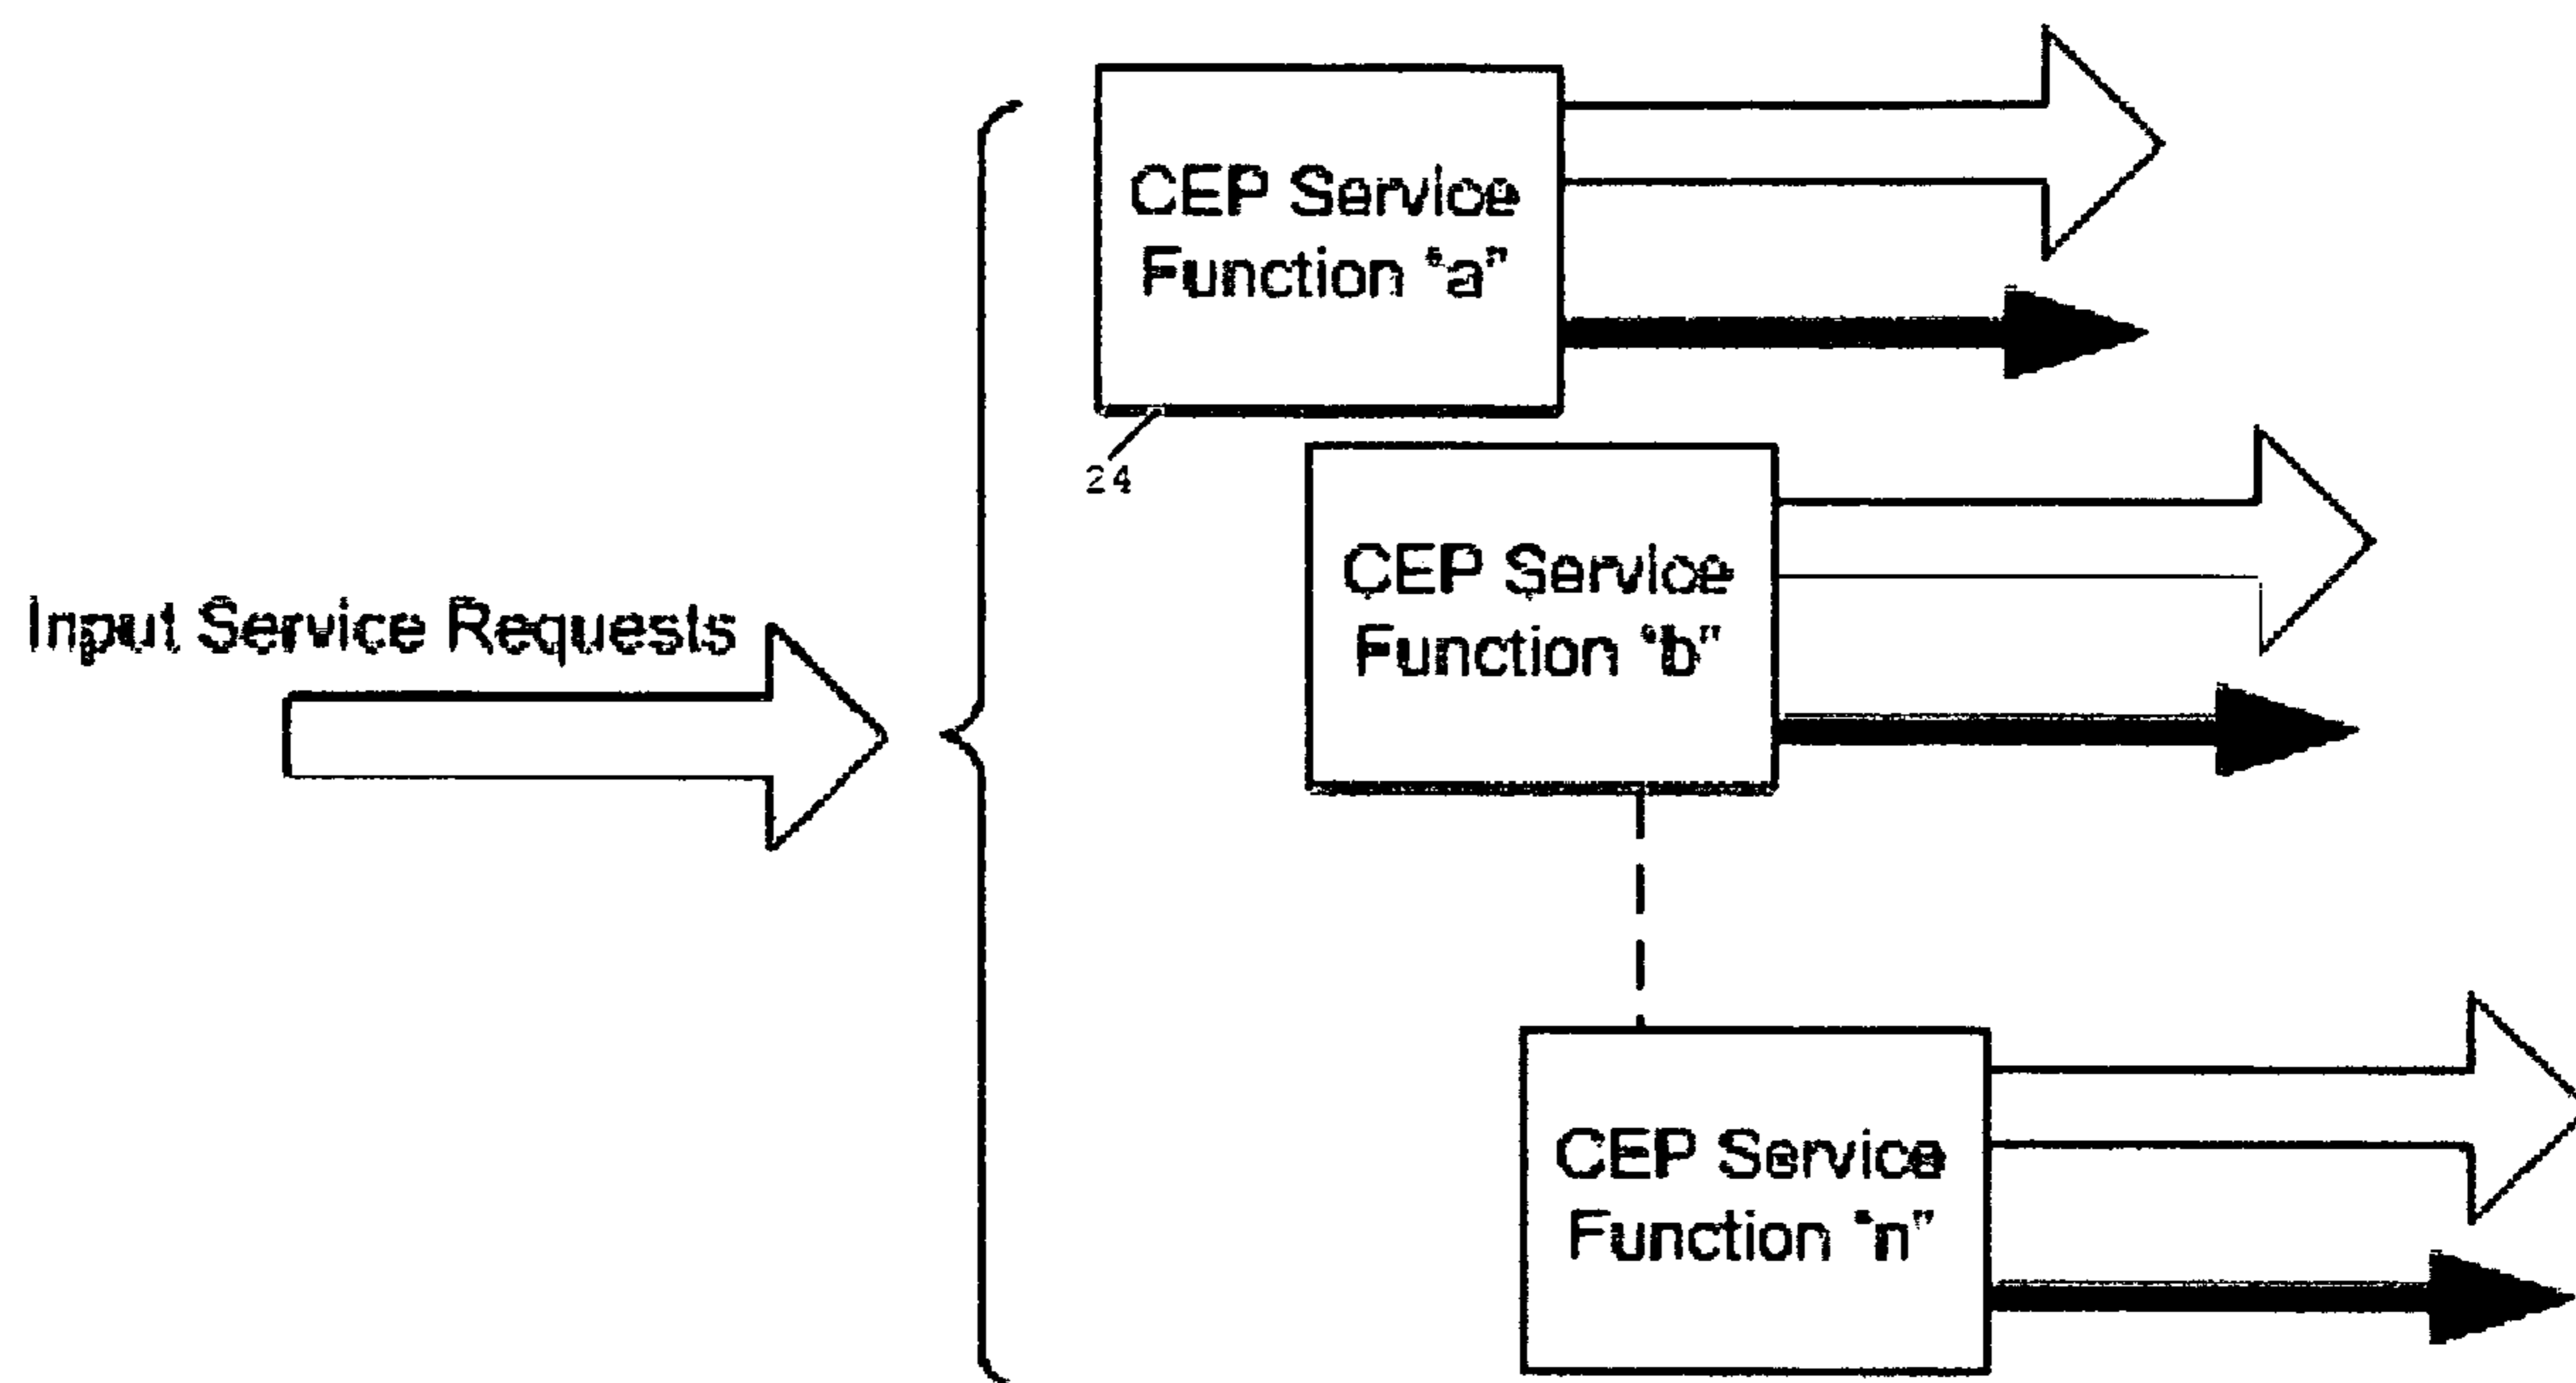 CEP Service
Function "a"
24
CEP Service
Function "b"
Input Service Requests
CEP Service
Function "n"